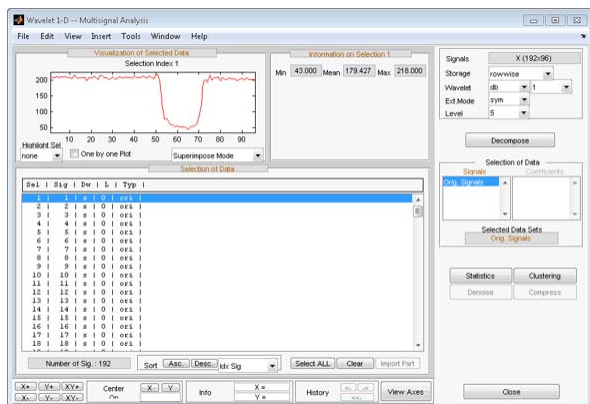 Wavelet 1-D -- Multisignal Analysis
File Edit View Insert Tools Window Help
Visualization of Selected Data
Selection Index 1
200
150
100
50
10 20 30 40 50 60 70 80 90
Highlight Sel
none One by one Plot Superimpose Mode
Information on Selection 1
Min 43.000 Mean 179.427 Max 218.000
Selection of Data
Sel | Sig | Dw | L | Typ |
1 | 1 | s | 0 | ori |
2 | 2 | s | 0 | ori |
3 | 3 | s | 0 | ori |
4 | 4 | s | 0 | ori |
5 | 5 | s | 0 | ori |
6 | 6 | s | 0 | ori |
7 | 7 | s | 0 | ori |
8 | 8 | s | 0 | ori |
9 | 9 | s | 0 | ori |
10 | 10 | s | 0 | ori |
11 | 11 | s | 0 | ori |
12 | 12 | s | 0 | ori |
13 | 13 | s | 0 | ori |
14 | 14 | s | 0 | ori |
15 | 15 | s | 0 | ori |
16 | 16 | s | 0 | ori |
17 | 17 | s | 0 | ori |
18 | 18 | s | 0 | ori |
Number of Sig. : 192 Sort Asc. Desc. Idx Sig Select ALL Clear Import Part
X+ Y+ XY+
X- Y- XY-
Center On X Y
Info X = Y =
History <- -> <<-
View Axes
Signals X (192x96)
Storage rowwise
Wavelet db 1
Ext.Mode sym
Level 5
Decompose
Selection of Data
Signals Coefficients
Orig. Signals
Selected Data Sets
Orig. Signals
Statistics Clustering
Denoise Compress
Close